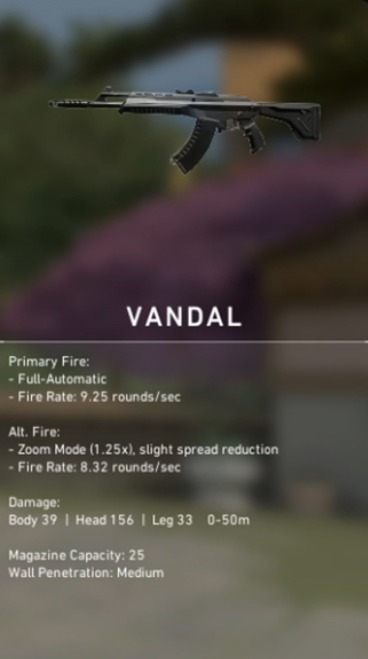 VANDAL
Primary Fire:
- Full-Automatic
- Fire Rate: 9.25 rounds/sec
Alt. Fire:
- Zoom Mode (1.25x), slight spread reduction
- Fire Rate: 8.32 rounds/sec
Damage:
Body 39 | Head 156 | Leg 33 0-50m
Magazine Capacity: 25
Wall Penetration: Medium